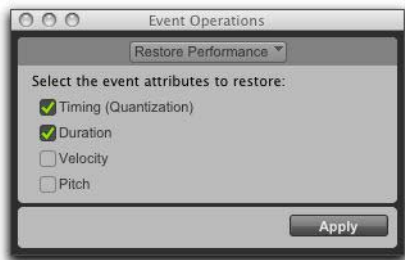 Event Operations
Restore Performance
Select the event attributes to restore:
Timing (Quantization)
Duration
Velocity
Pitch
Apply